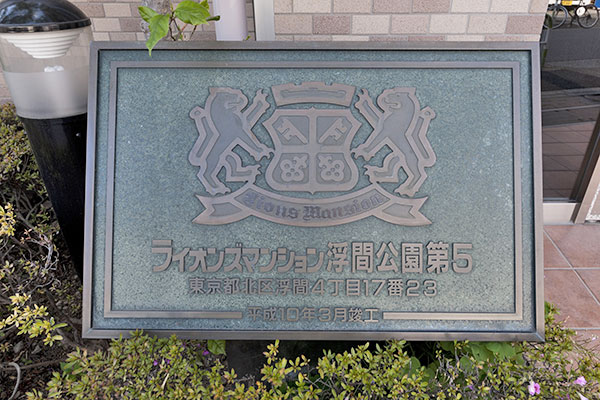 Lions Mansion
ライオンズマンション浮間公園第5
東京都北区浮間4丁目17番23
平成10年3月竣工